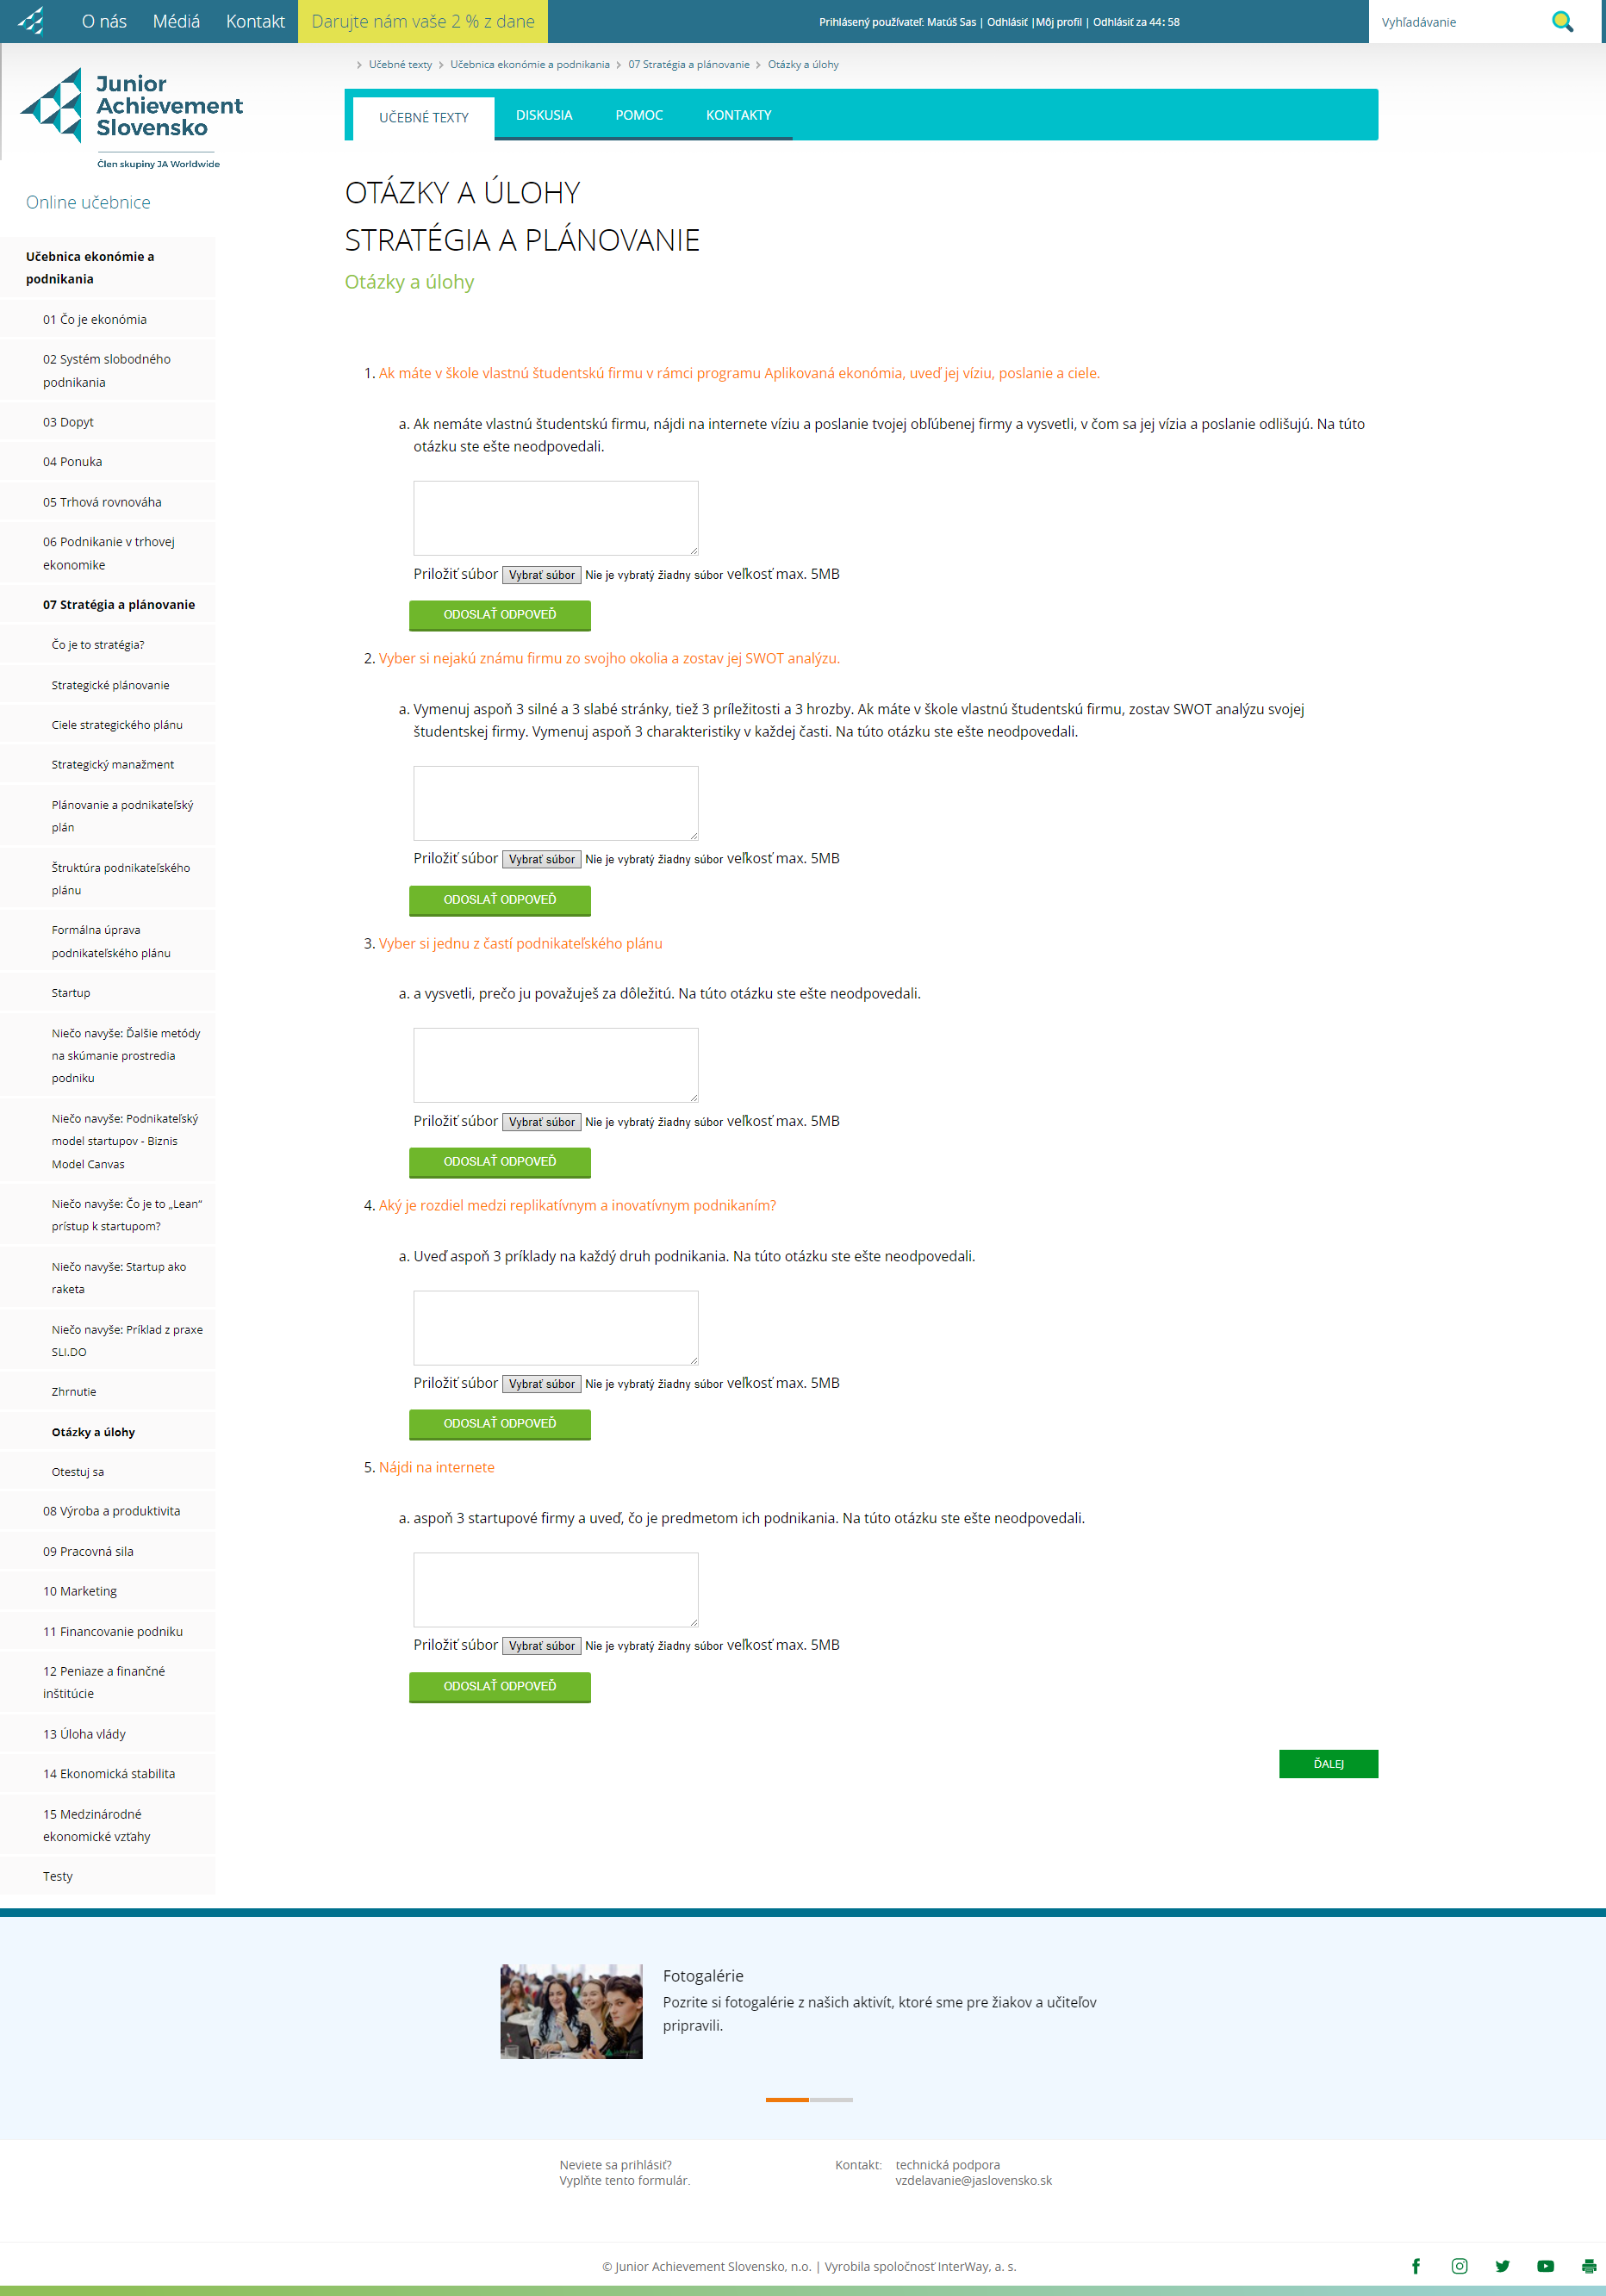 O nás
Médiá
Kontakt
Darujte nám vaše 2 % z dane
Prihlásený používateľ: Matúš Sas | Odhlásiť |Môj profil | Odhlásiť za 44: 58
Vyhľadávanie
Junior
Achievement
Slovensko
Člen skupiny JA Worldwide
Učebné texty
Učebnica ekonómie a podnikania
07 Stratégia a plánovanie
Otázky a úlohy
UČEBNÉ TEXTY
DISKUSIA
POMOC
KONTAKTY
Online učebnice
Učebnica ekonómie a
podnikania
01 Čo je ekonómia
02 Systém slobodného
podnikania
03 Dopyt
04 Ponuka
05 Trhová rovnováha
06 Podnikanie v trhovej
ekonomike
07 Stratégia a plánovanie
Čo je to stratégia?
Strategické plánovanie
Ciele strategického plánu
Strategický manažment
Plánovanie a podnikateľský
plán
Štruktúra podnikateľského
plánu
Formálna úprava
podnikateľského plánu
Startup
Niečo navyše: Ďalšie metódy
na skúmanie prostredia
podniku
Niečo navyše: Podnikateľský
model startupov - Biznis
Model Canvas
Niečo navyše: Čo je to „Lean“
prístup k startupom?
Niečo navyše: Startup ako
raketa
Niečo navyše: Príklad z praxe
SLI.DO
Zhrnutie
Otázky a úlohy
Otestuj sa
08 Výroba a produktivita
09 Pracovná sila
10 Marketing
11 Financovanie podniku
12 Peniaze a finančné
inštitúcie
13 Úloha vlády
14 Ekonomická stabilita
15 Medzinárodné
ekonomické vzťahy
Testy
OTÁZKY A ÚLOHY
STRATÉGIA A PLÁNOVANIE
Otázky a úlohy
1. Ak máte v škole vlastnú študentskú firmu v rámci programu Aplikovaná ekonómia, uveď jej víziu, poslanie a ciele.
a. Ak nemáte vlastnú študentskú firmu, nájdi na internete víziu a poslanie tvojej obľúbenej firmy a vysvetli, v čom sa jej vízia a poslanie odlišujú. Na túto
otázku ste ešte neodpovedali.
Priložiť súbor Vybrať súbor Nie je vybratý žiadny súbor veľkosť max. 5MB
ODOSLAŤ ODPOVEĎ
2. Vyber si nejakú známu firmu zo svojho okolia a zostav jej SWOT analýzu.
a. Vymenuj aspoň 3 silné a 3 slabé stránky, tiež 3 príležitosti a 3 hrozby. Ak máte v škole vlastnú študentskú firmu, zostav SWOT analýzu svojej
študentskej firmy. Vymenuj aspoň 3 charakteristiky v každej časti. Na túto otázku ste ešte neodpovedali.
Priložiť súbor Vybrať súbor Nie je vybratý žiadny súbor veľkosť max. 5MB
ODOSLAŤ ODPOVEĎ
3. Vyber si jednu z častí podnikateľského plánu
a. a vysvetli, prečo ju považuješ za dôležitú. Na túto otázku ste ešte neodpovedali.
Priložiť súbor Vybrať súbor Nie je vybratý žiadny súbor veľkosť max. 5MB
ODOSLAŤ ODPOVEĎ
4. Aký je rozdiel medzi replikatívnym a inovatívnym podnikaním?
a. Uveď aspoň 3 príklady na každý druh podnikania. Na túto otázku ste ešte neodpovedali.
Priložiť súbor Vybrať súbor Nie je vybratý žiadny súbor veľkosť max. 5MB
ODOSLAŤ ODPOVEĎ
5. Nájdi na internete
a. aspoň 3 startupové firmy a uveď, čo je predmetom ich podnikania. Na túto otázku ste ešte neodpovedali.
Priložiť súbor Vybrať súbor Nie je vybratý žiadny súbor veľkosť max. 5MB
ODOSLAŤ ODPOVEĎ
ĎALEJ
Fotogalérie
Pozrite si fotogalérie z našich aktivít, ktoré sme pre žiakov a učiteľov
pripravili.
Neviete sa prihlásiť?
Vyplňte tento formulár.
Kontakt:
technická podpora
vzdelavanie@jaslovensko.sk
© Junior Achievement Slovensko, n.o. | Vyrobila spoločnosť InterWay, a. s.